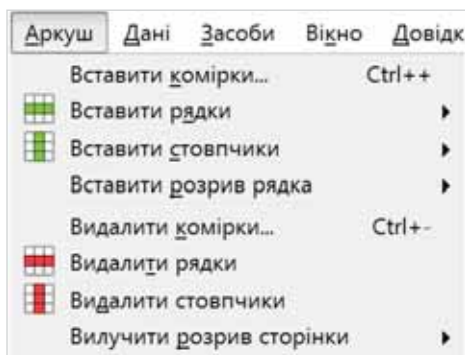 Аркуш Дані Засоби Вікно Довідк
Вставити комірки... Ctrl++
Вставити рядки
Вставити стовпчики
Вставити розрив рядка
Видалити комірки... Ctrl+-
Видалити рядки
Видалити стовпчики
Вилучити розрив сторінки